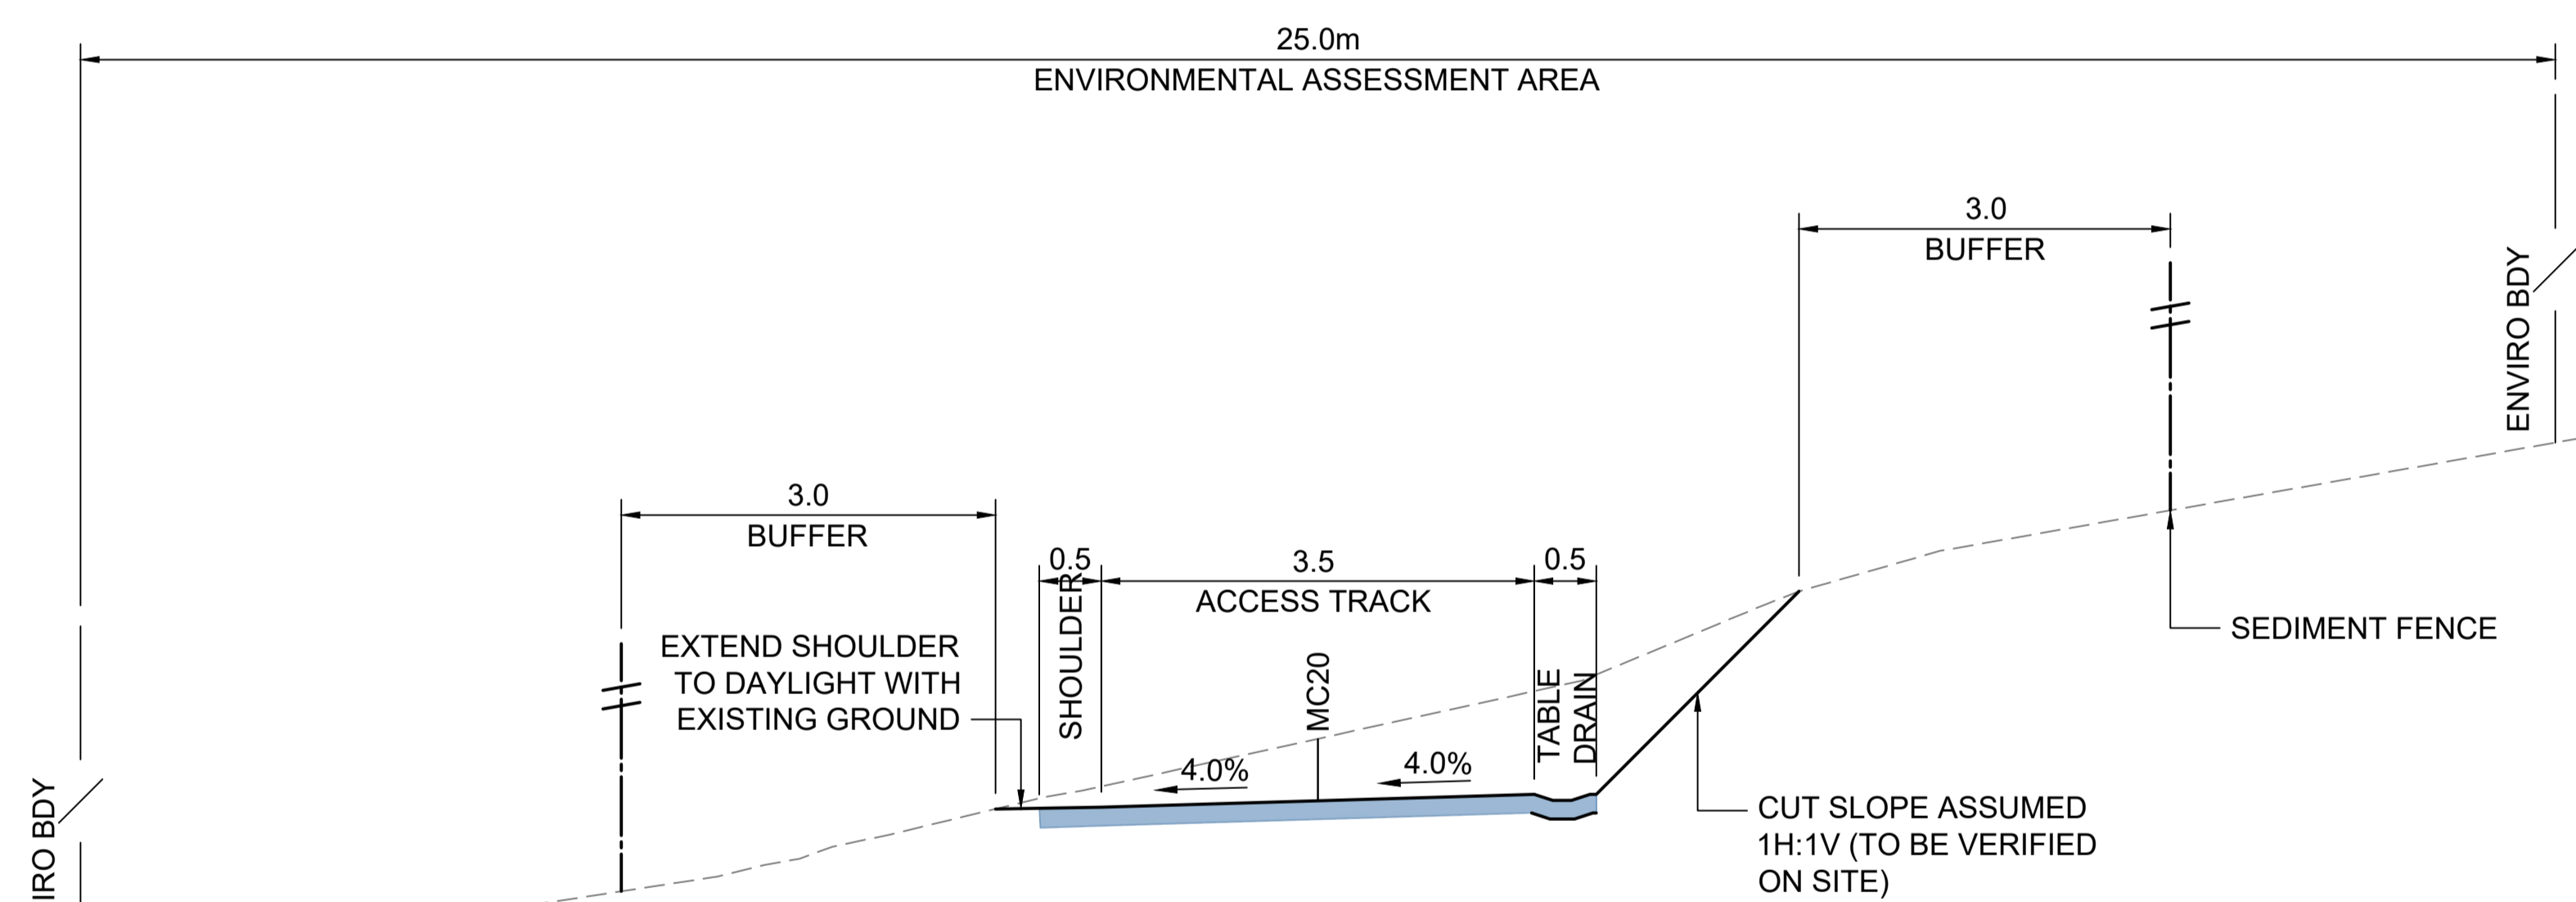 25.0m
ENVIRONMENTAL ASSESSMENT AREA
3.0
BUFFER
ENVIRO BDY
3.0
BUFFER
0.5
SHOULDER
3.5
ACCESS TRACK
0.5
TABLE
DRAIN
EXTEND SHOULDER
TO DAYLIGHT WITH
EXISTING GROUND
MC20
4.0%
4.0%
SEDIMENT FENCE
IRO BDY
CUT SLOPE ASSUMED
1H:1V (TO BE VERIFIED
ON SITE)